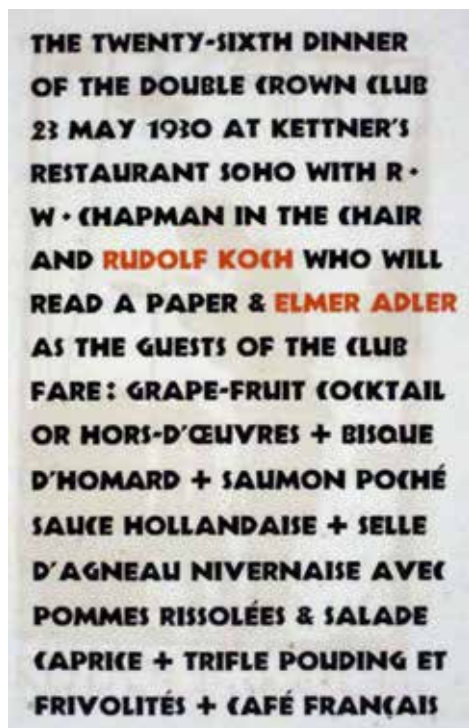 THE TWENTY-SIXTH DINNER
OF THE DOUBLE CROWN CLUB
23 MAY 1930 AT KETTNER'S
RESTAURANT SOHO WITH R ·
W · CHAPMAN IN THE CHAIR
AND RUDOLF KOCH WHO WILL
READ A PAPER & ELMER ADLER
AS THE GUESTS OF THE CLUB
FARE: GRAPE-FRUIT COCKTAIL
OR HORS-D'ŒUVRES + BISQUE
D'HOMARD + SAUMON POCHÉ
SAUCE HOLLANDAISE + SELLE
D'AGNEAU NIVERNAISE AVEC
POMMES RISSOLÉES & SALADE
CAPRICE + TRIFLE POUDING ET
FRIVOLITÉS + CAFÉ FRANÇAIS